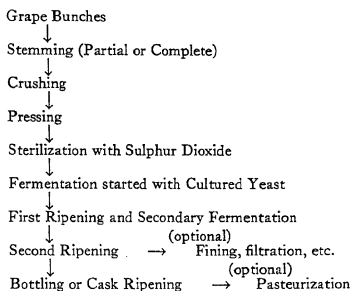 Grape Bunches
Stemming (Partial or Complete)
Crushing
Pressing
Sterilization with Sulphur Dioxide
Fermentation started with Cultured Yeast
First Ripening and Secondary Fermentation
(optional)
Second Ripening → Fining, filtration, etc.
(optional)
Bottling or Cask Ripening → Pasteurization